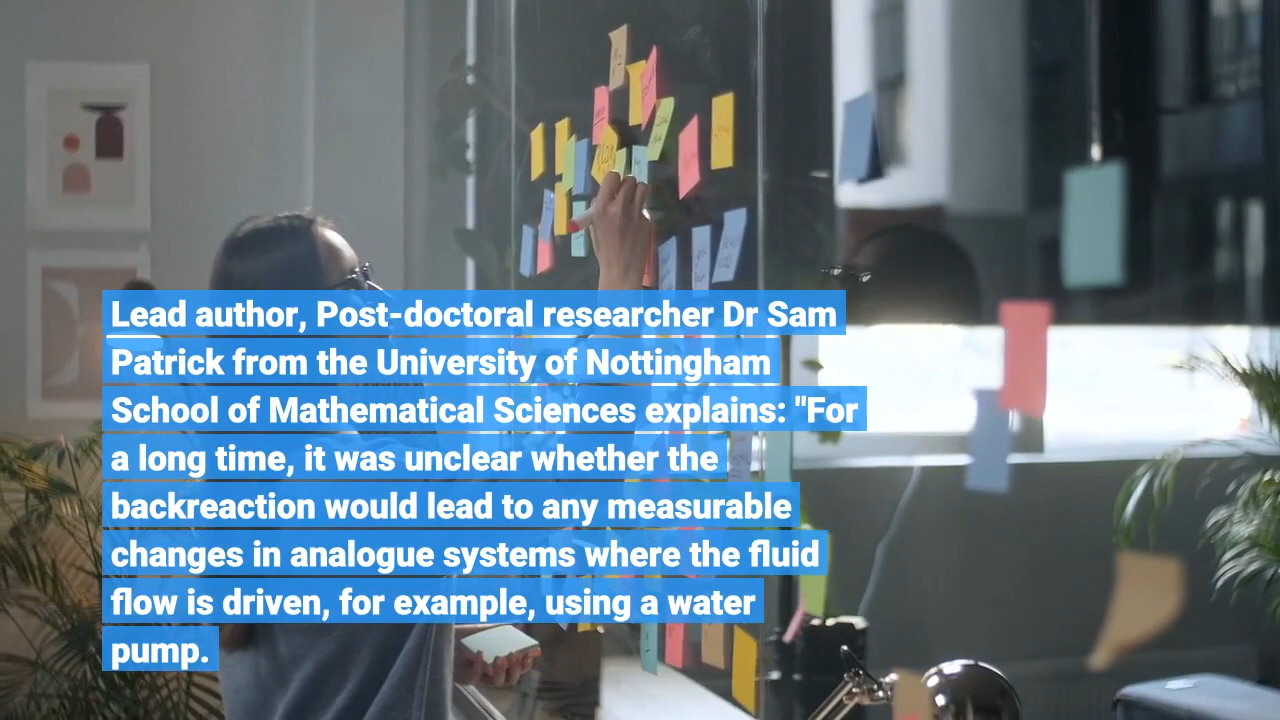 Lead author, Post-doctoral researcher Dr Sam
Patrick from the University of Nottingham
School of Mathematical Sciences explains: "For
a long time, it was unclear whether the
backreaction would lead to any measurable
changes in analogue systems where the fluid
flow is driven, for example, using a water
pump.